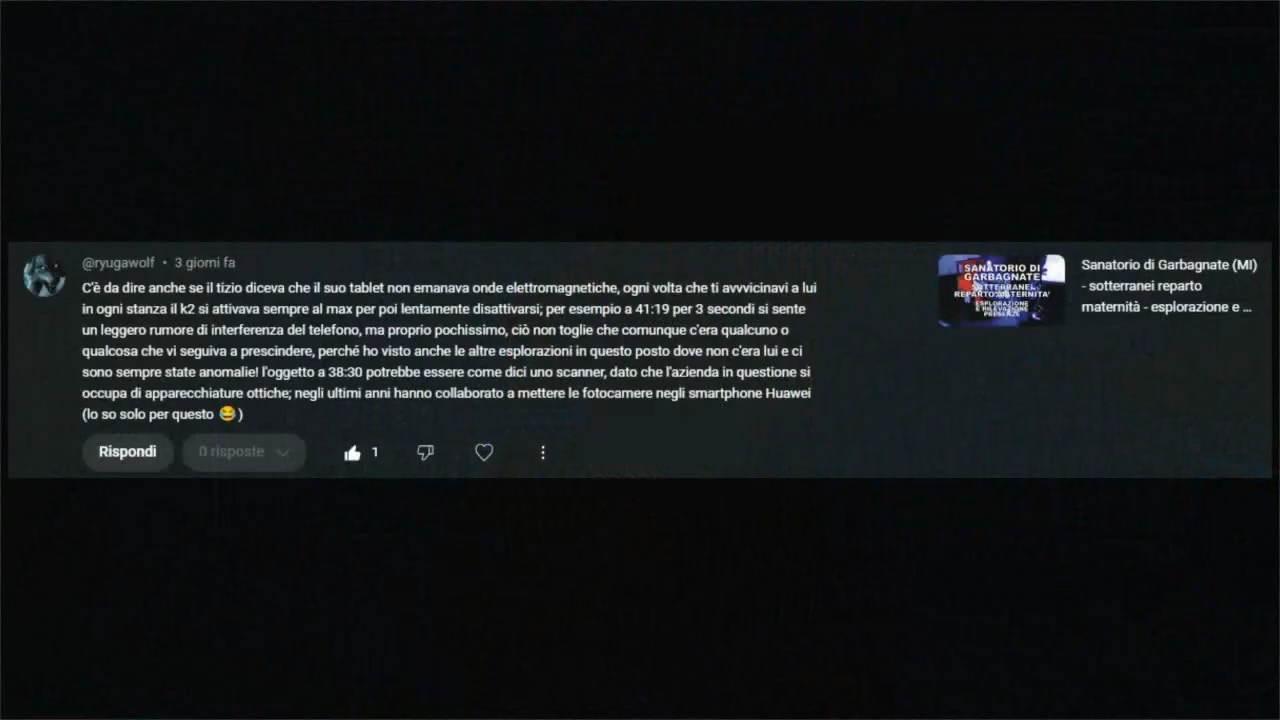 @ryugawolf • 3 giorni fa
C'è da dire anche se il tizio diceva che il suo tablet non emanava onde elettromagnetiche, ogni volta che ti avvvicinavi a lui
in ogni stanza il k2 si attivava sempre al max per poi lentamente disattivarsi; per esempio a 41:19 per 3 secondi si sente
un leggero rumore di interferenza del telefono, ma proprio pochissimo, ciò non toglie che comunque c'era qualcuno o
qualcosa che vi seguiva a prescindere, perché ho visto anche le altre esplorazioni in questo posto dove non c'era lui e ci
sono sempre state anomalie! l'oggetto a 38:30 potrebbe essere come dici uno scanner, dato che l'azienda in questione si
occupa di apparecchiature ottiche; negli ultimi anni hanno collaborato a mettere le fotocamere negli smartphone Huawei
(lo so solo per questo 😂)
Rispondi
0 risposte
1
SANATORIO DI
GARBAGNATE
SOTTERRANEI
REPARTO MATERNITA'
ESPLORAZIONE
E RILEVAZIONE
PRESENZE
Sanatorio di Garbagnate (MI)
- sotterranei reparto
maternità - esplorazione e ...